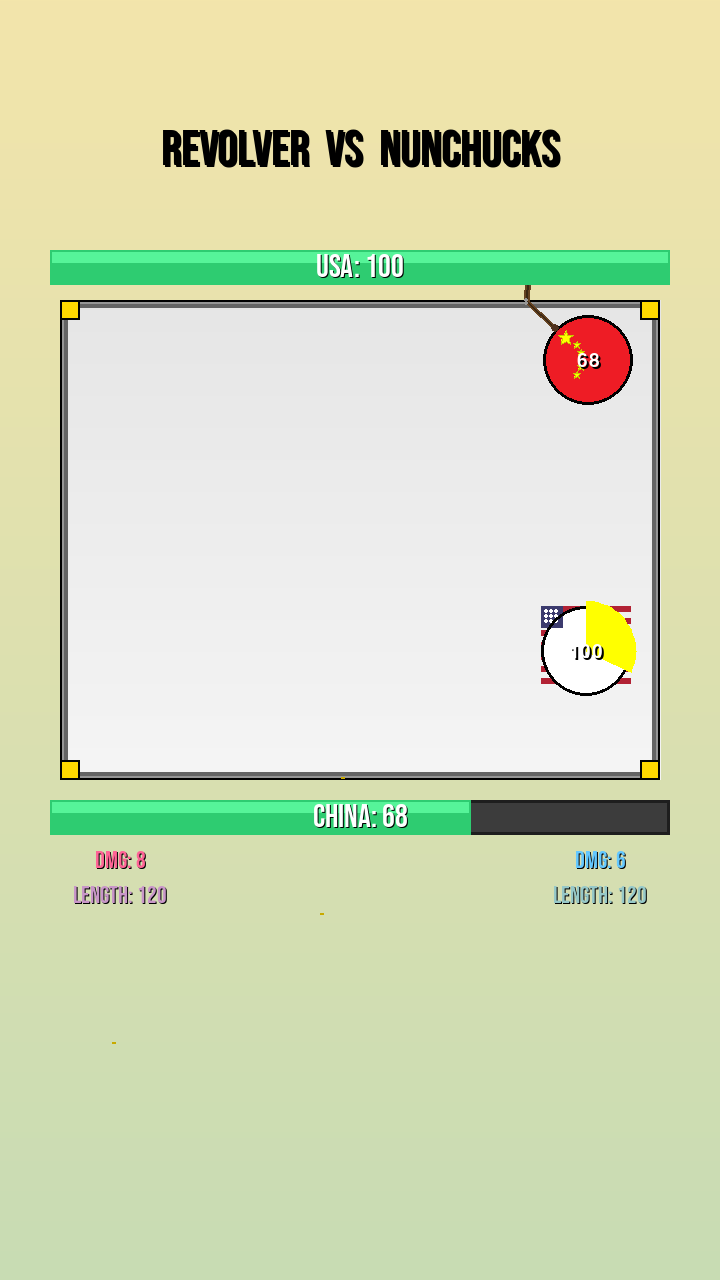 REVOLVER VS NUNCHUCKS
USA: 100
68
100
CHINA: 68
DMG: 8
DMG: 6
LENGTH: 120
LENGTH: 120